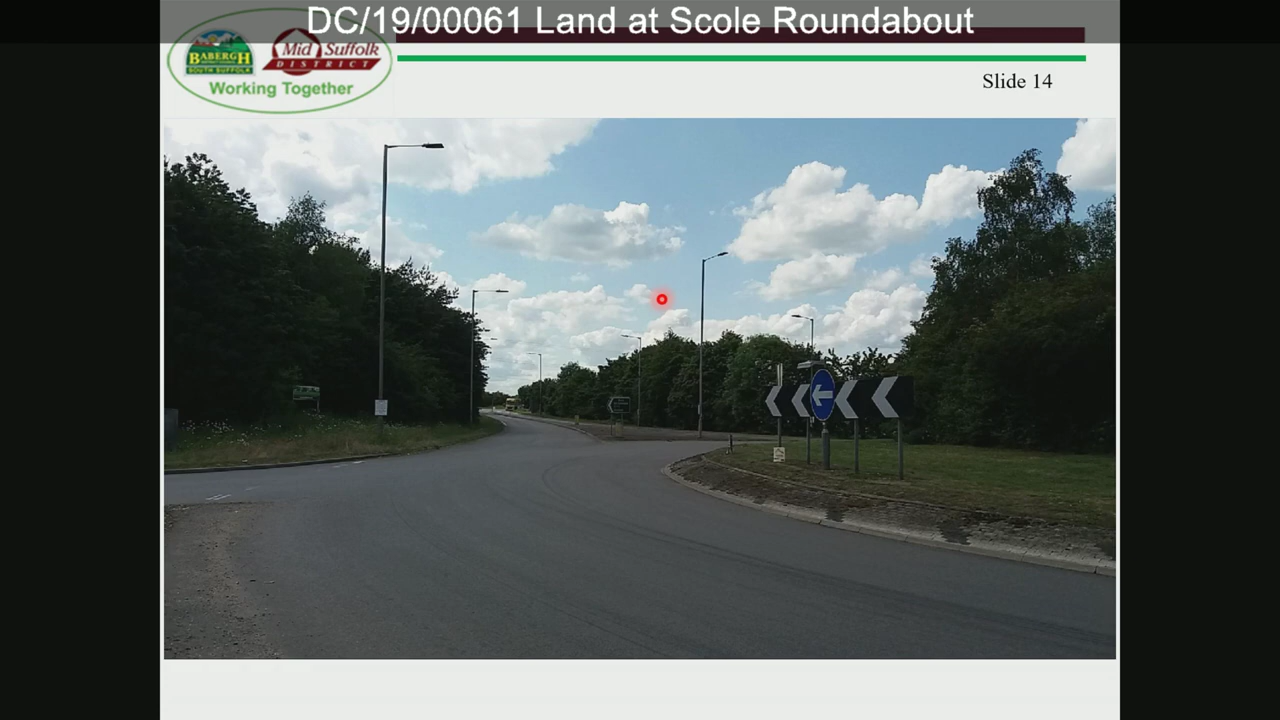 DC/19/00061 Land at Scole Roundabout
BABERGH
SOUTH SUFFOLK
Mid Suffolk
DISTRICT
Working Together
Slide 14